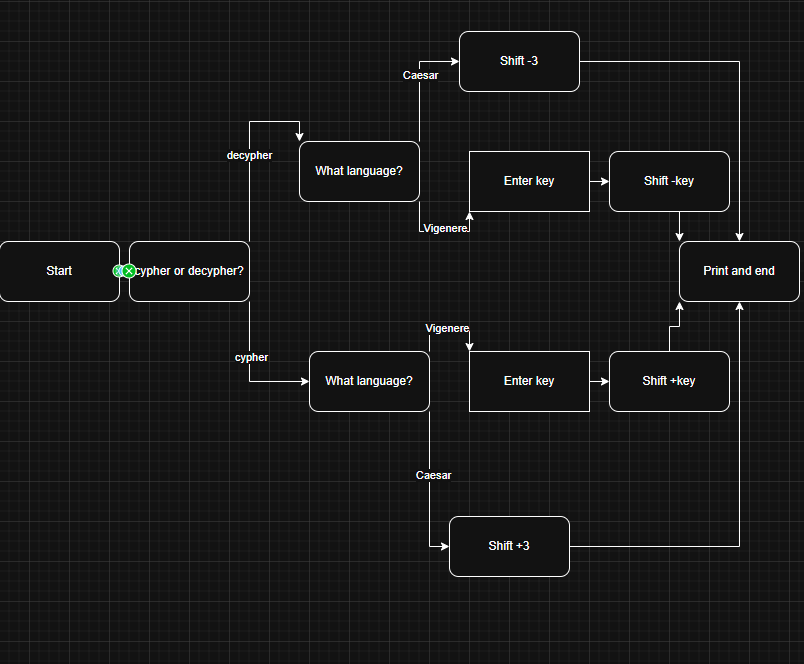 Shift -3
Caesar
decypher
What language?
Enter key
Shift -key
Vigenere
Start
cypher or decypher?
Print and end
Vigenere
cypher
What language?
Enter key
Shift +key
Caesar
Shift +3